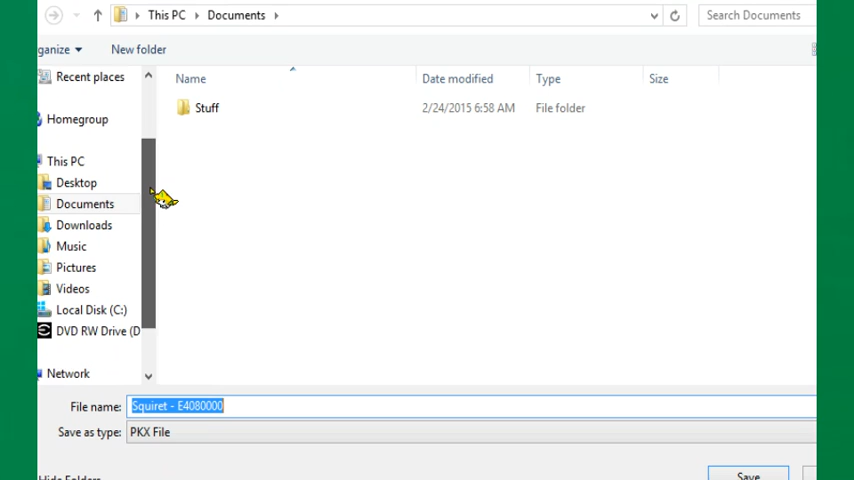 This PC Documents Search Documents
ganize New folder
Name Date modified Type Size
Recent places
Stuff 2/24/2015 6:58 AM File folder
Homegroup
This PC
Desktop
Documents
Downloads
Music
Pictures
Videos
Local Disk (C:)
DVD RW Drive (D
Network
File name: Squiret - E4080000
Save as type: PKX File
Hide Folders Save